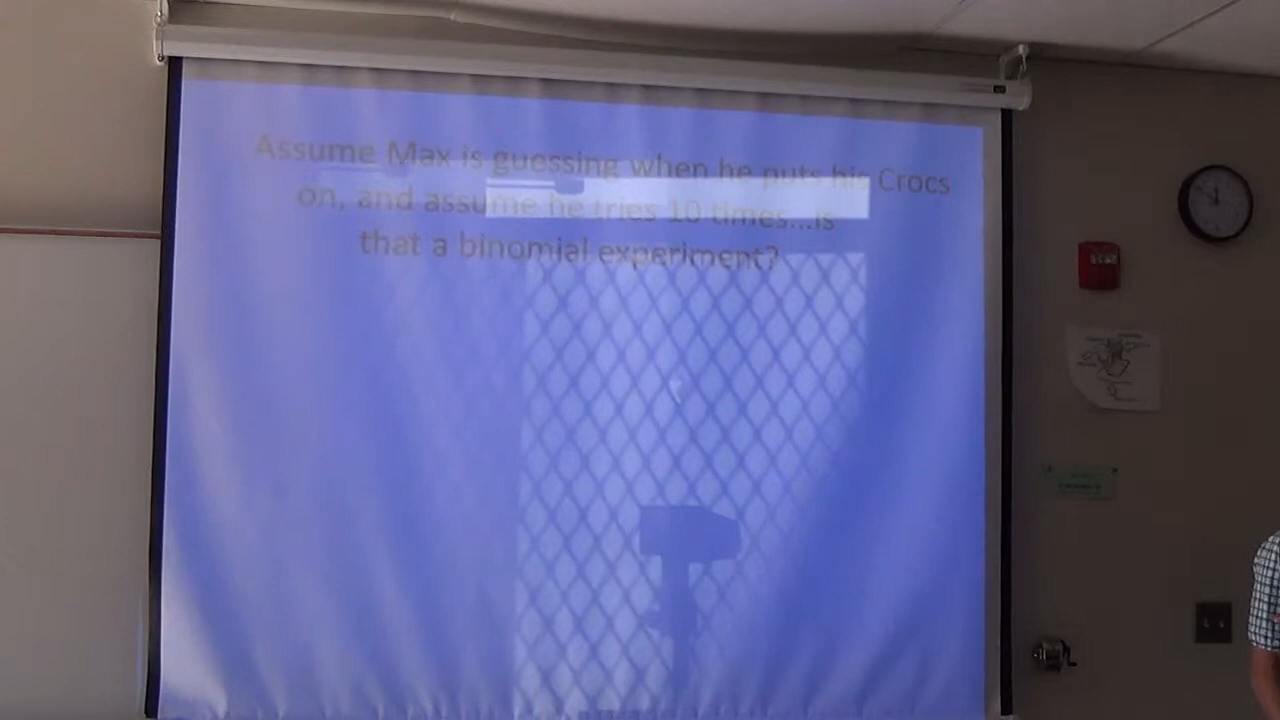 Assume Max is guessing when he puts his Crocs
on, and assume he tries 10 times...is
that a binomial experiment?